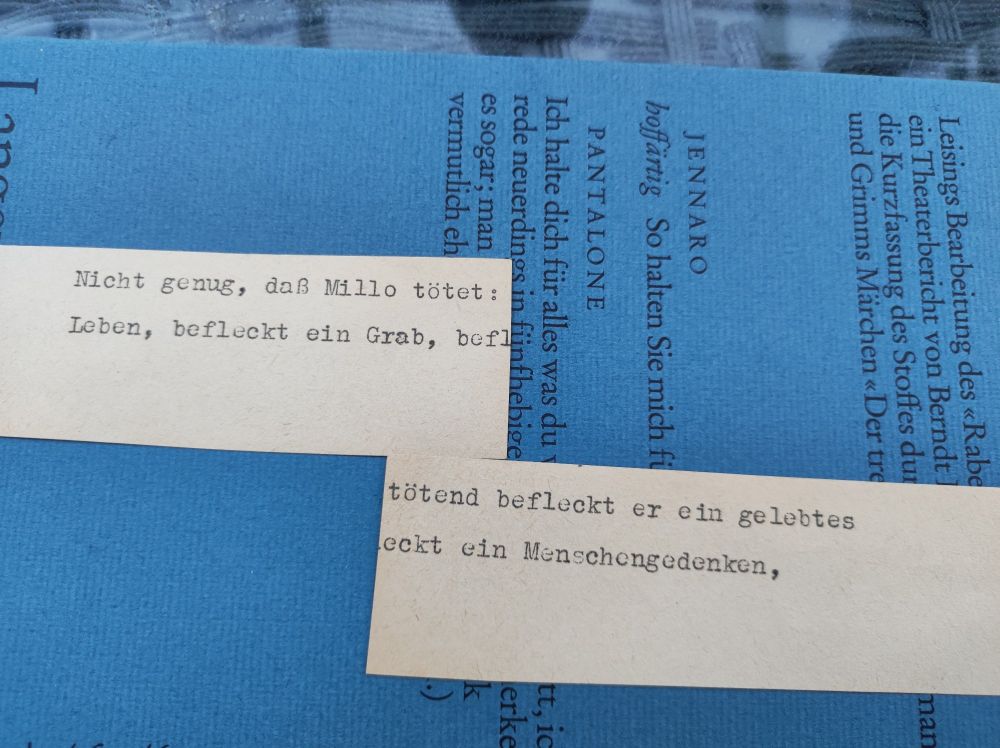 Nicht genug, daß Millo tötet:
Leben, befleckt ein Grab, befl
tötend befleckt er ein gelebtes
eckt ein Menschengedenken,
Leisings Bearbeitung des «Rabe
ein Theaterbericht von Berndt
die Kurzfassung des Stoffes dur
und Grimms Märchen «Der tre
JENNARO
hoffärtig So halten Sie mich fü
PANTALONE
Ich halte dich für alles was du
rede neuerdings in fünfhebige
es sogar; man
vermutlich eh